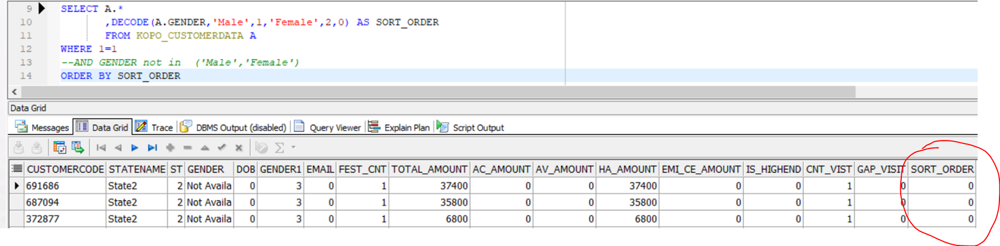 9 SELECT A.*
10 ,DECODE(A.GENDER,'Male',1,'Female',2,0) AS SORT_ORDER
11 FROM KOPO_CUSTOMERDATA A
12 WHERE 1=1
13 --AND GENDER not in ('Male','Female')
14 ORDER BY SORT_ORDER
Data Grid
Messages Data Grid Trace DBMS Output (disabled) Query Viewer Explain Plan Script Output
CUSTOMERCODE STATENAME ST GENDER DOB GENDER1 EMAIL FEST_CNT TOTAL_AMOUNT AC_AMOUNT AV_AMOUNT HA_AMOUNT EMI_CE_AMOUNT IS_HIGHEND CNT_VIST GAP_VISIT SORT_ORDER
691686 State2 2 Not Availa 0 3 0 1 37400 0 0 37400 0 0 1 0 0
687094 State2 2 Not Availa 0 3 0 1 35800 0 0 35800 0 0 1 0 0
372877 State2 2 Not Availa 0 3 0 1 6800 0 0 6800 0 0 1 0 0